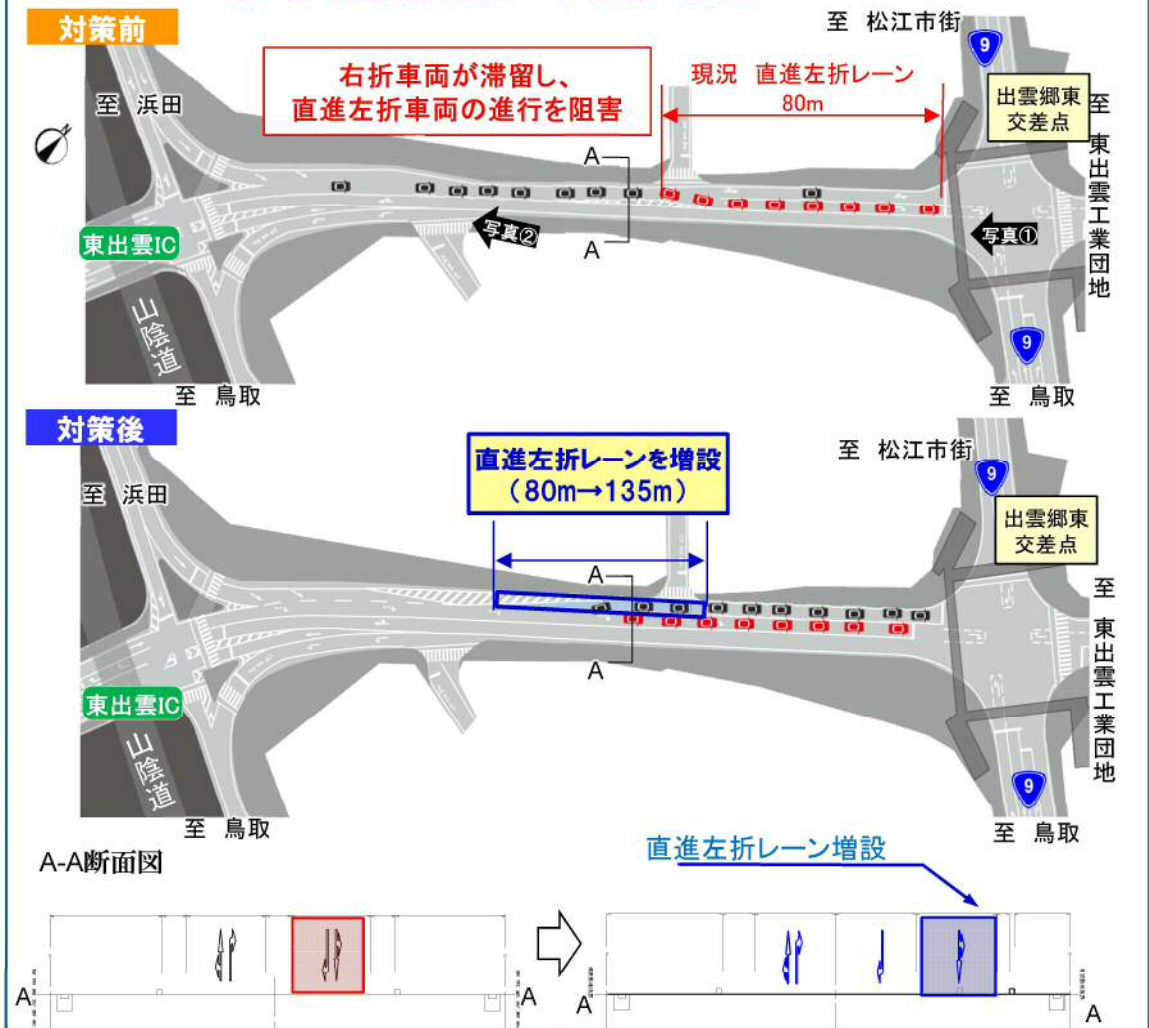 対策前
右折車両が滞留し、
直進左折車両の進行を阻害
現況 直進左折レーン
80m
至 松江市街
9
出雲郷東
交差点
至 東出雲工業団地
至 浜田
A
A
写真②
写真①
東出雲IC
山陰道
至 鳥取
9
至 鳥取
対策後
直進左折レーンを増設
(80m→135m)
至 松江市街
9
出雲郷東
交差点
至 東出雲工業団地
至 浜田
A
A
東出雲IC
山陰道
至 鳥取
9
至 鳥取
A-A断面図
直進左折レーン増設
A
A
A
A